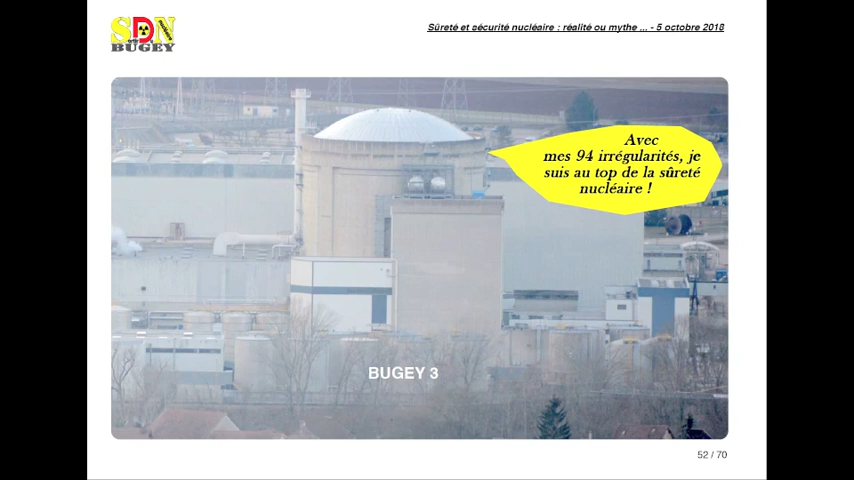 SDN
BUGEY
Sûreté et sécurité nucléaire : réalité ou mythe ... - 5 octobre 2018
Avec
mes 94 irrégularités, je
suis au top de la sûreté
nucléaire !
BUGEY 3
52 / 70